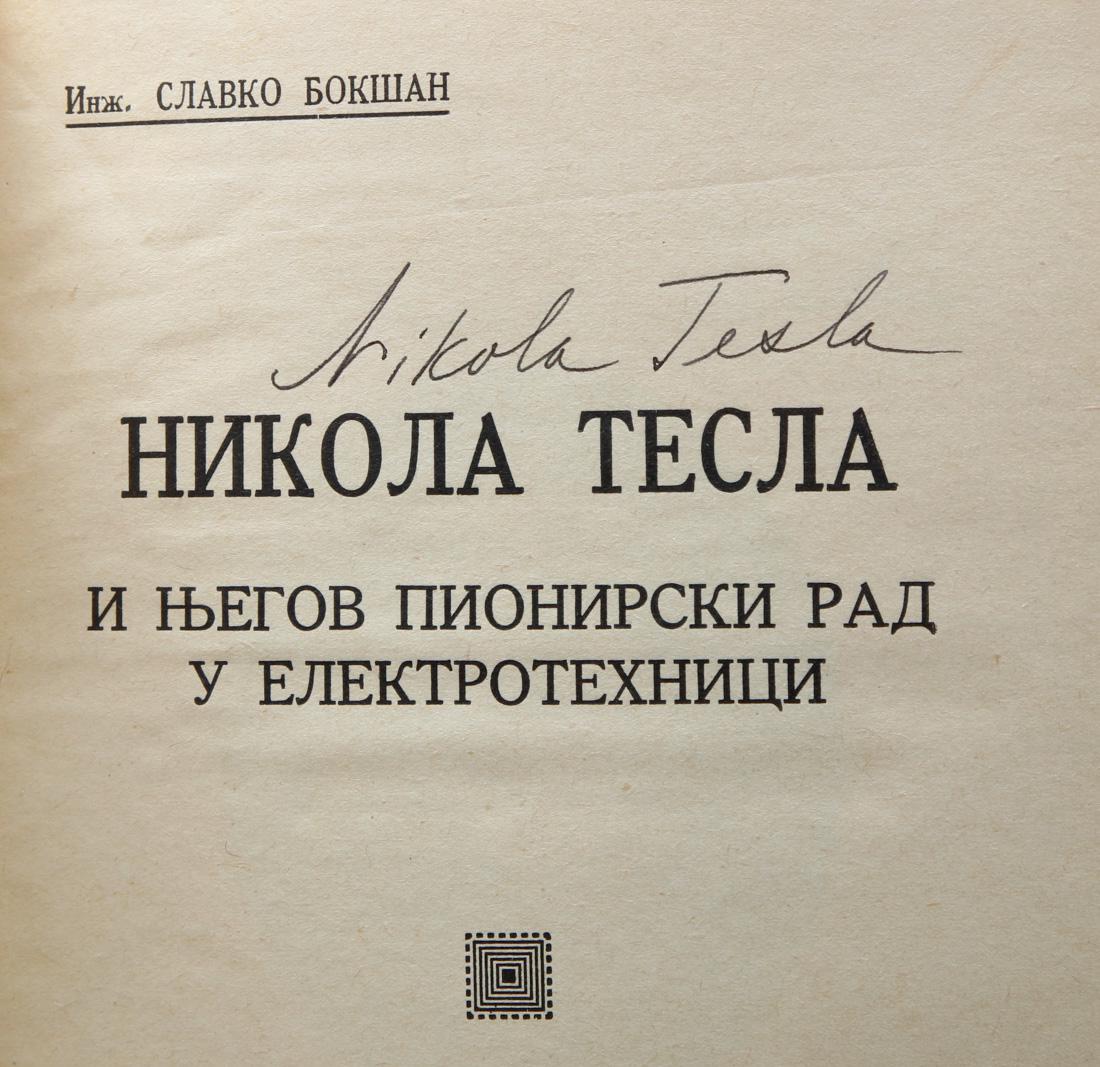 Инж. СЛАВКО БОКШАН
Nikola Tesla
НИКОЛА ТЕСЛА
И ЊЕГОВ ПИОНИРСКИ РАД
У ЕЛЕКТРОТЕХНИЦИ